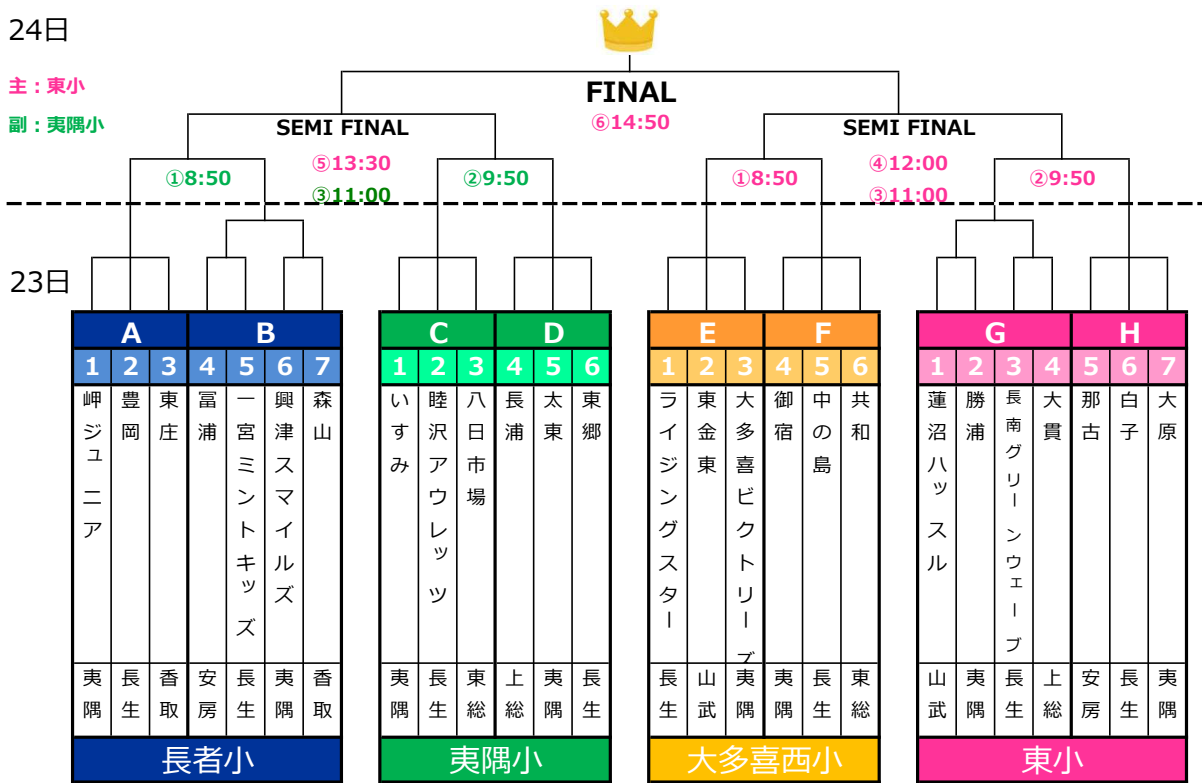 24日
主：東小
副：夷隅小
FINAL
⑥14:50
SEMI FINAL
SEMI FINAL
⑤13:30
④12:00
①8:50
②9:50
①8:50
②9:50
③11:00
③11:00
23日
A B C D E F G H
1 2 3 4 5 6 7
1 2 3 4 5 6
1 2 3 4 5 6
1 2 3 4 5 6 7
岬ジュニア
豊岡
東庄
冨浦
一宮ミントキッズ
興津スマイルズ
森山
いすみ
睦沢アウレッツ
八日市場
長浦
太東
東郷
ライジングスター
東金東
大多喜ビクトリーズ
御宿
中の島
共和
蓮沼ハッスル
勝浦
長南グリーンウェーブ
大貫
那古
白子
大原
夷隅
長生
香取
安房
長生
夷隅
香取
夷隅
長生
東総
上総
夷隅
長生
長生
山武
夷隅
夷隅
長生
東総
山武
夷隅
長生
上総
安房
長生
夷隅
長者小
夷隅小
大多喜西小
東小